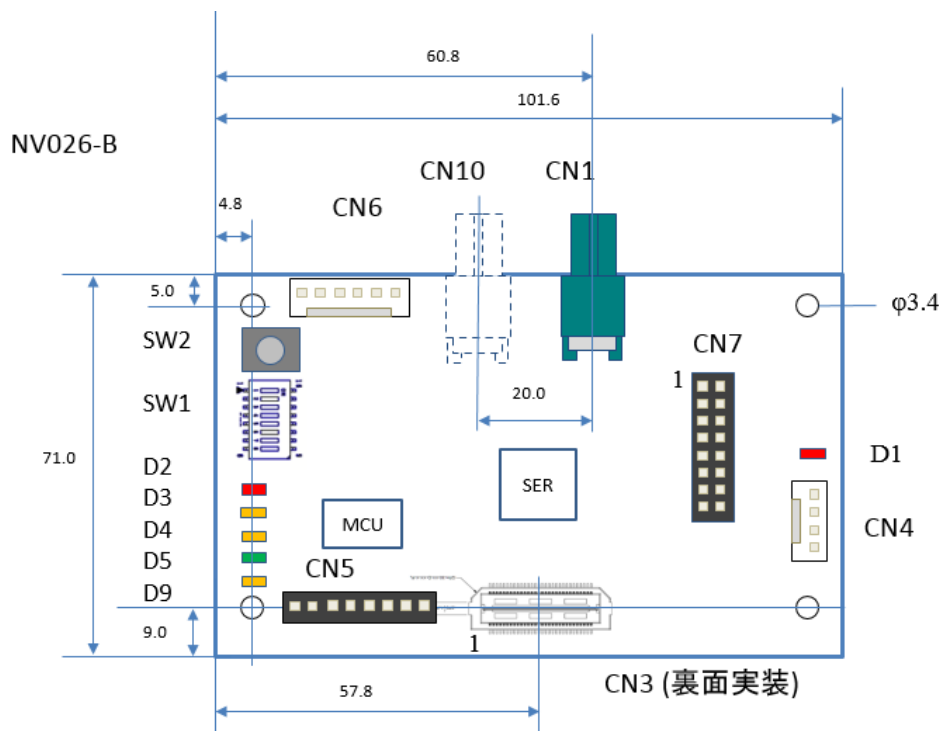 60.8
101.6
NV026-B
CN10
CN1
4.8
CN6
5.0
φ3.4
SW2
CN7
1
20.0
SW1
71.0
D2
D1
D3
SER
D4
MCU
CN4
D5
CN5
D9
9.0
1
CN3 (裏面実装)
57.8